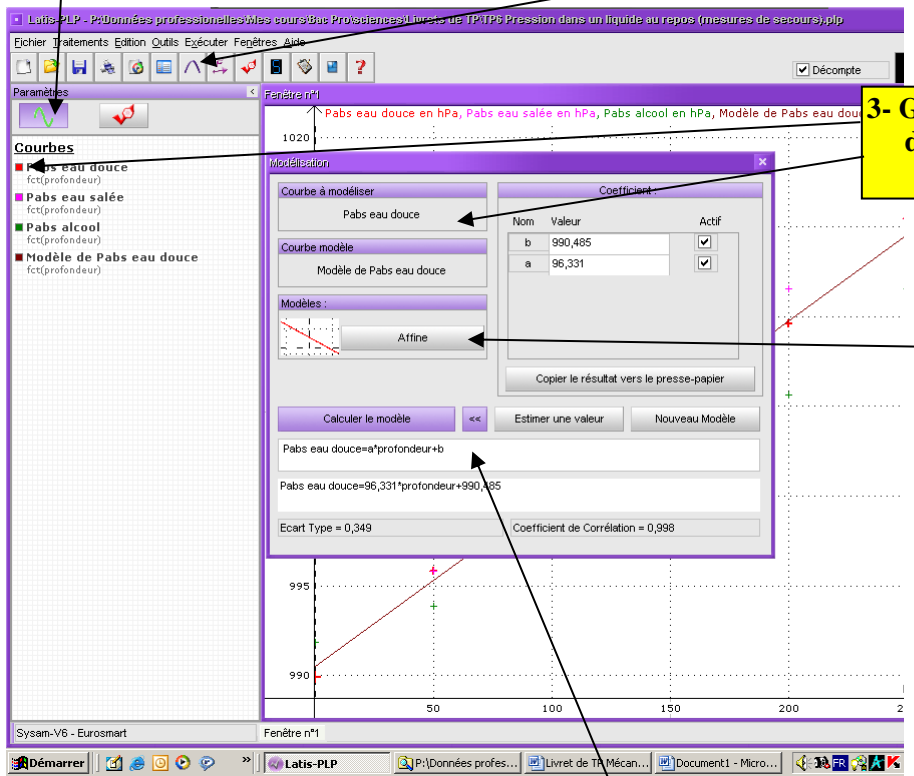 Latis-PLP - P:\Données professionelles\Mes cours\Bac Pro\sciences\Livrets de TP\TP6 Pression dans un liquide au repos (mesures de secours).plp
Fichier Traitements Edition Outils Exécuter Fenêtres Aide
Décompte
Paramètres
Fenêtre n°1
Courbes
Pabs eau douce
fct(profondeur)
Pabs eau salée
fct(profondeur)
Pabs alcool
fct(profondeur)
Modèle de Pabs eau douce
fct(profondeur)
Pabs eau douce en hPa, Pabs eau salée en hPa, Pabs alcool en hPa, Modèle de Pabs eau dou
3- G
d
1020
Modélisation
Courbe à modéliser
Pabs eau douce
Courbe modèle
Modèle de Pabs eau douce
Modèles :
Affine
Coefficient :
Nom Valeur Actif
b 990,485
a 96,331
Copier le résultat vers le presse-papier
Calculer le modèle << Estimer une valeur Nouveau Modèle
Pabs eau douce=a*profondeur+b
Pabs eau douce=96,331*profondeur+990,485
Ecart Type = 0,349 Coefficient de Corrélation = 0,998
995
990
50 100 150 200 2
Sysam-V6 - Eurosmart
Fenêtre n°1
Démarrer » Latis-PLP P:\Données profes... Livret de TP Mécan... Document1 - Micro... FR